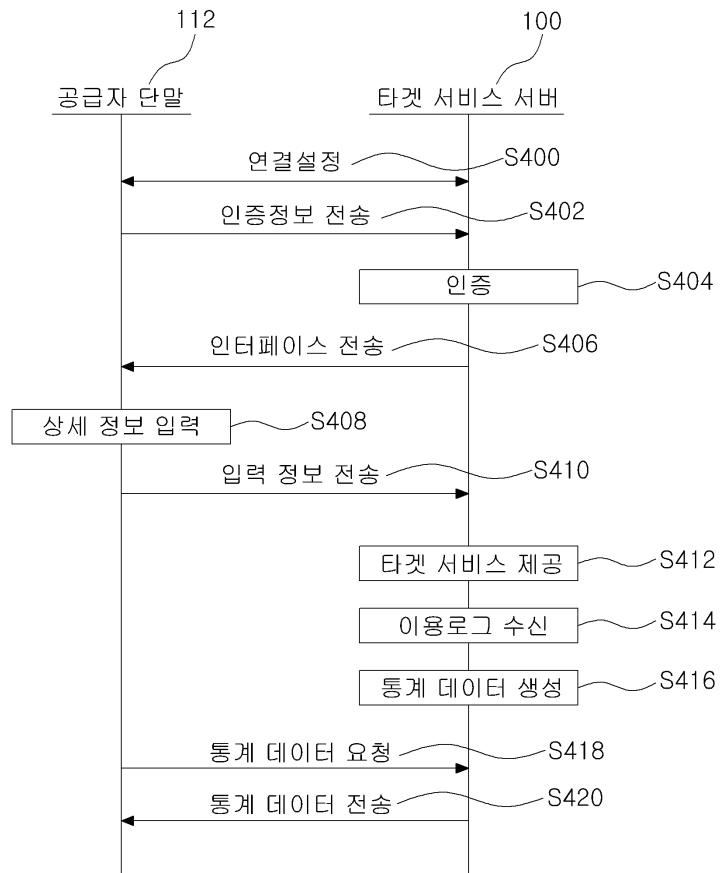 112
100
공급자 단말
타겟 서비스 서버
연결설정
S400
인증정보 전송
S402
인증
S404
인터페이스 전송
S406
상세 정보 입력
S408
입력 정보 전송
S410
타겟 서비스 제공
S412
이용로그 수신
S414
통계 데이터 생성
S416
통계 데이터 요청
S418
통계 데이터 전송
S420